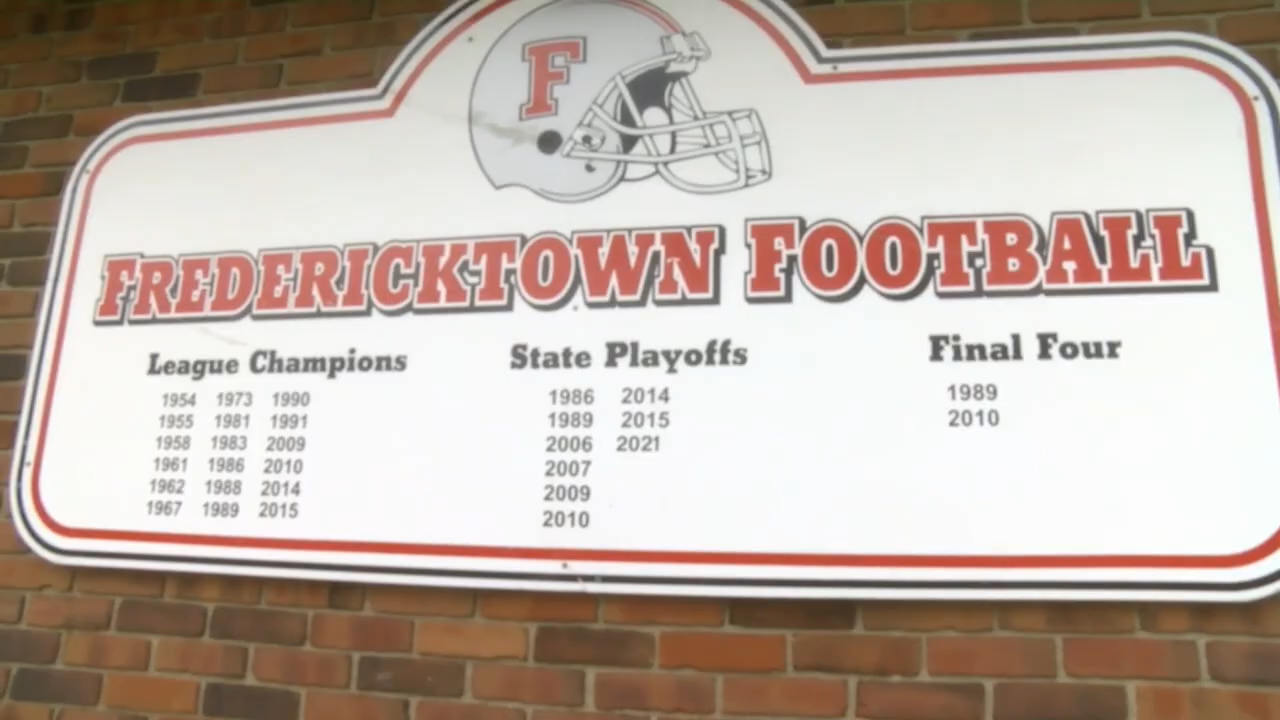 F
FREDERICKTOWN FOOTBALL
League Champions
1954 1973 1990
1955 1981 1991
1958 1983 2009
1961 1986 2010
1962 1988 2014
1967 1989 2015
State Playoffs
1986 2014
1989 2015
2006 2021
2007
2009
2010
Final Four
1989
2010